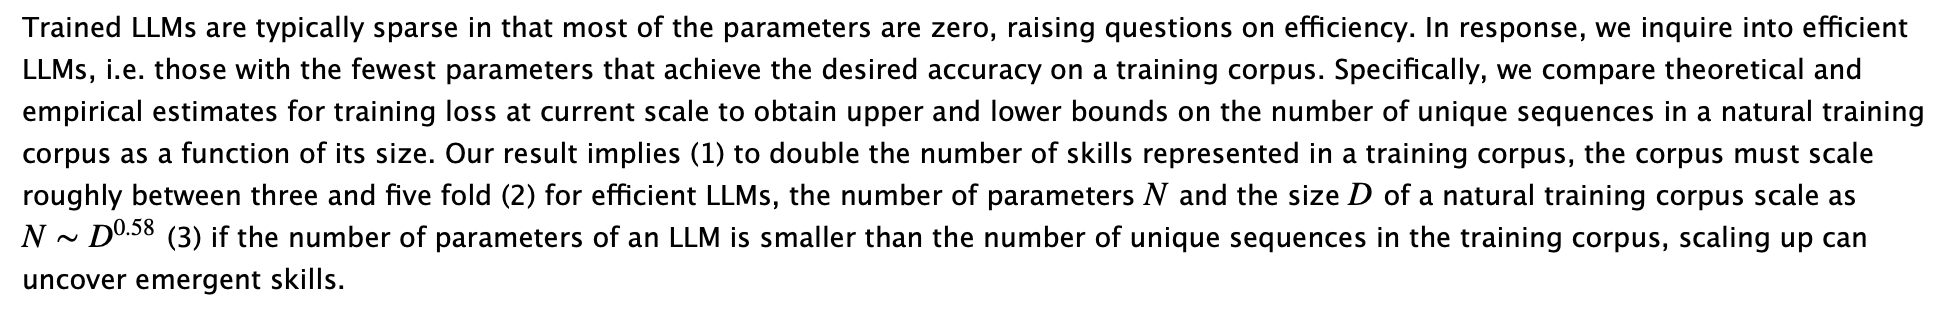 Trained LLMs are typically sparse in that most of the parameters are zero, raising questions on efficiency. In response, we inquire into efficient
LLMs, i.e. those with the fewest parameters that achieve the desired accuracy on a training corpus. Specifically, we compare theoretical and
empirical estimates for training loss at current scale to obtain upper and lower bounds on the number of unique sequences in a natural training
corpus as a function of its size. Our result implies (1) to double the number of skills represented in a training corpus, the corpus must scale
roughly between three and five fold (2) for efficient LLMs, the number of parameters N and the size D of a natural training corpus scale as
N ~ D^0.58 (3) if the number of parameters of an LLM is smaller than the number of unique sequences in the training corpus, scaling up can
uncover emergent skills.